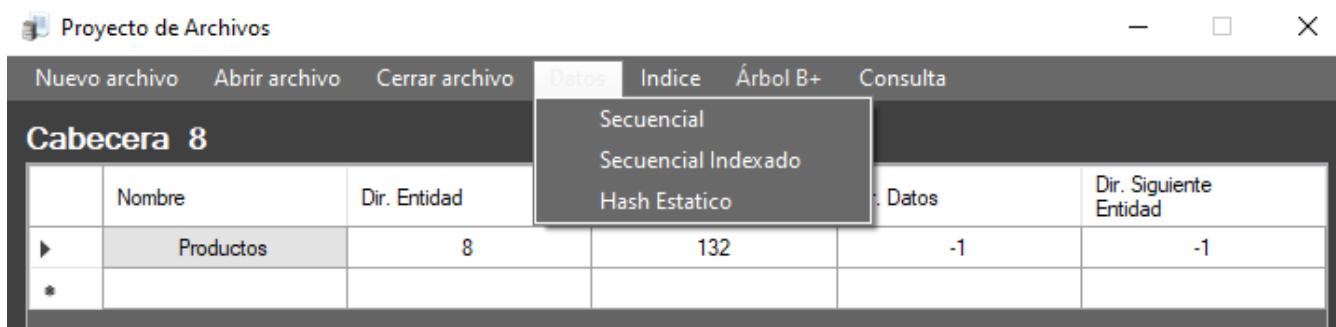 Proyecto de Archivos
Nuevo archivo Abrir archivo Cerrar archivo Datos Indice Árbol B+ Consulta
Secuencial
Secuencial Indexado
Hash Estatico
Cabecera 8
Nombre Dir. Entidad . Datos Dir. Siguiente
Entidad
Productos 8 132 -1 -1